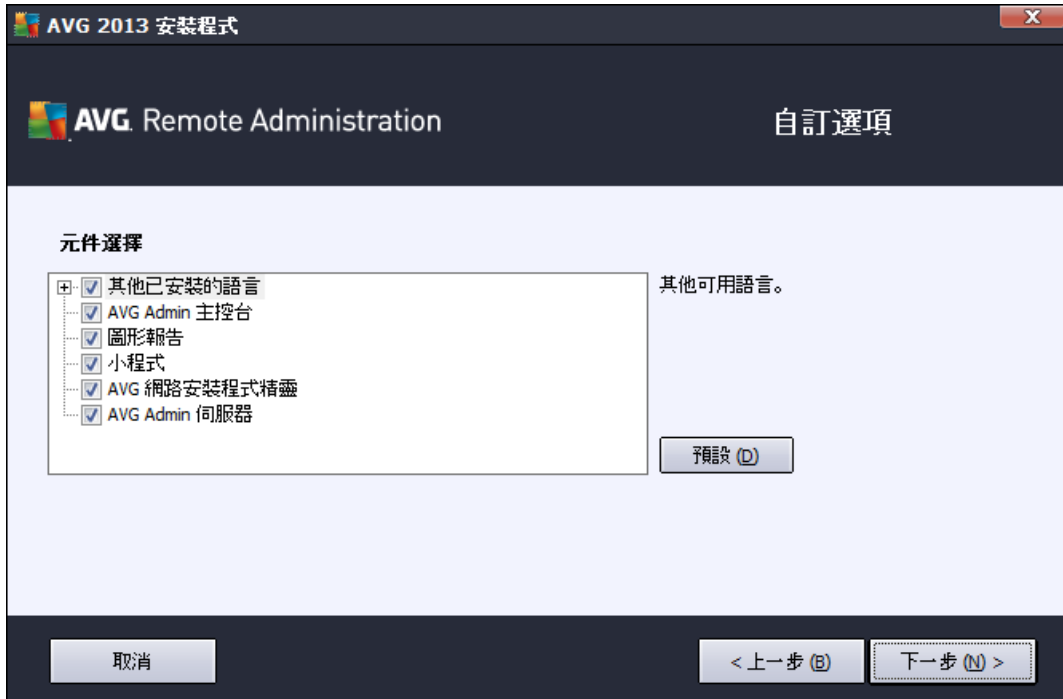 AVG 2013 安裝程式
X
AVG. Remote Administration
自訂選項
元件選擇
其他已安裝的語言
AVG Admin 主控台
圖形報告
小程式
AVG 網路安裝程式精靈
AVG Admin 伺服器
其他可用語言。
預設 (D)
取消
< 上一步 (B)
下一步 (N) >